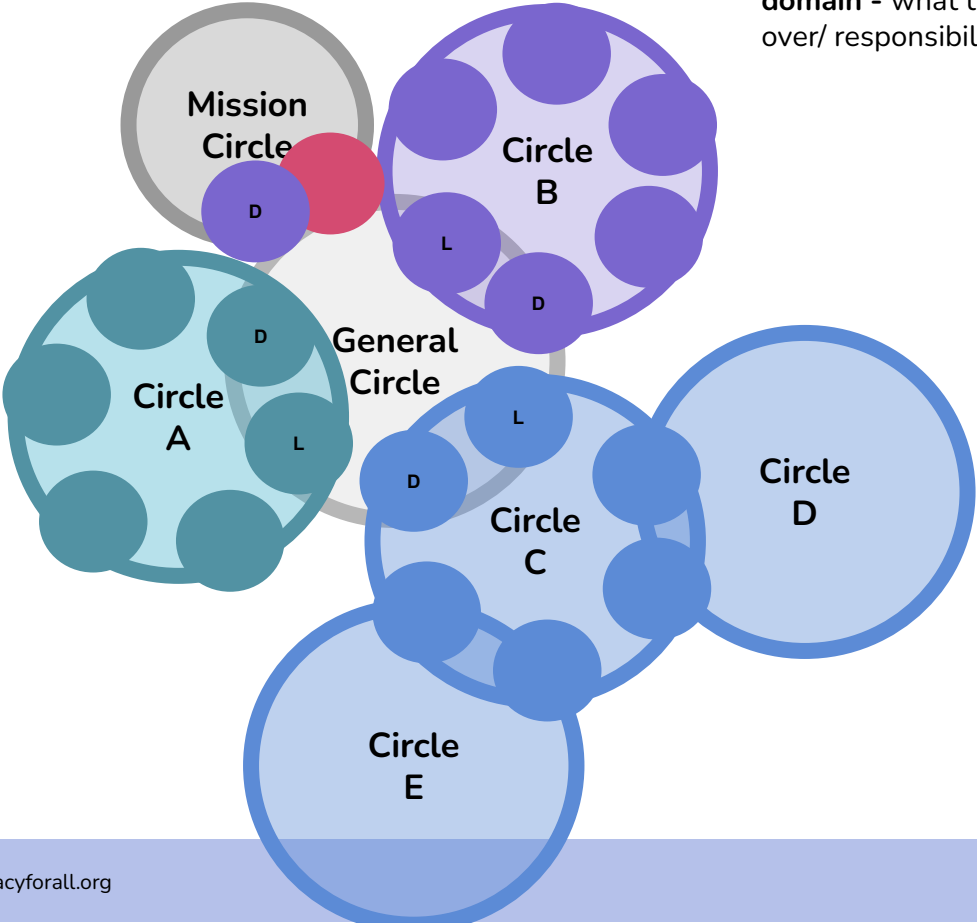 domain - what t
over/ responsibil
Mission
Circle
D
Circle
B
L
D
General
Circle
D
Circle
A
L
L
D
Circle
C
Circle
D
Circle
E
acyforall.org